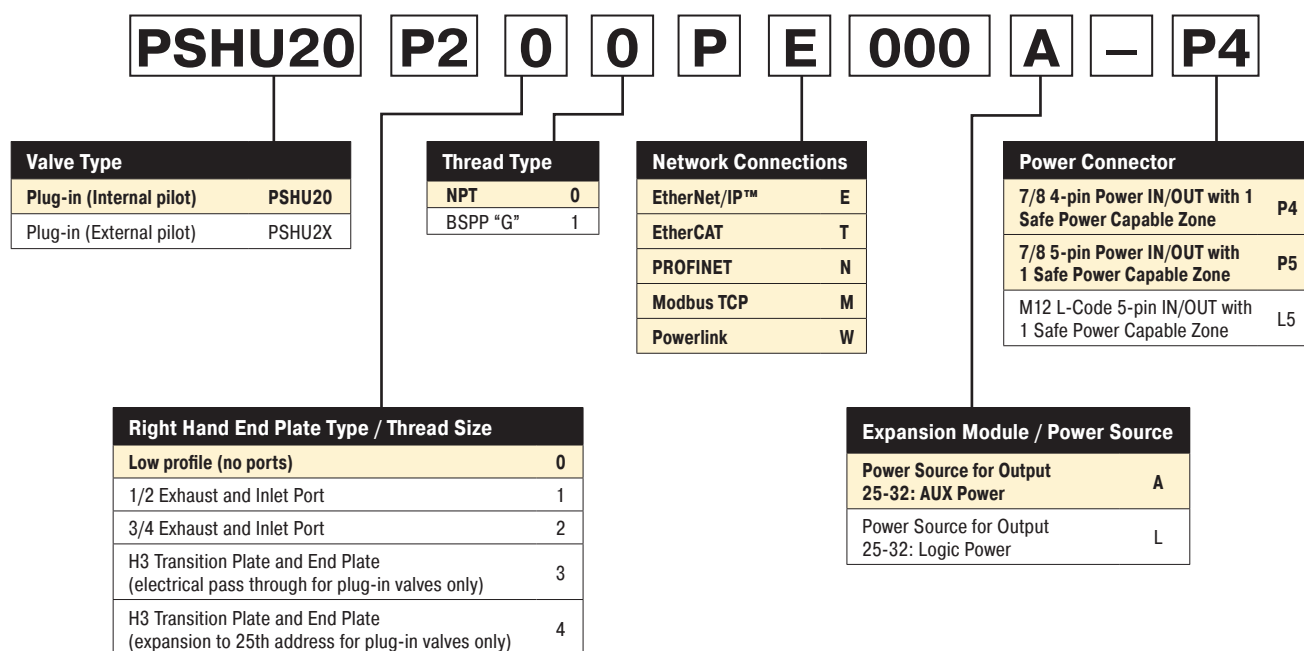 PSHU20 P2 0 0 P E 000 A – P4
Valve Type
Plug-in (Internal pilot) PSHU20
Plug-in (External pilot) PSHU2X
Thread Type
NPT 0
BSPP “G” 1
Network Connections
EtherNet/IP™ E
EtherCAT T
PROFINET N
Modbus TCP M
Powerlink W
Power Connector
7/8 4-pin Power IN/OUT with 1
Safe Power Capable Zone P4
7/8 5-pin Power IN/OUT with
1 Safe Power Capable Zone P5
M12 L-Code 5-pin IN/OUT with
1 Safe Power Capable Zone L5
Right Hand End Plate Type / Thread Size
Low profile (no ports) 0
1/2 Exhaust and Inlet Port 1
3/4 Exhaust and Inlet Port 2
H3 Transition Plate and End Plate
(electrical pass through for plug-in valves only) 3
H3 Transition Plate and End Plate
(expansion to 25th address for plug-in valves only) 4
Expansion Module / Power Source
Power Source for Output
25-32: AUX Power A
Power Source for Output
25-32: Logic Power L